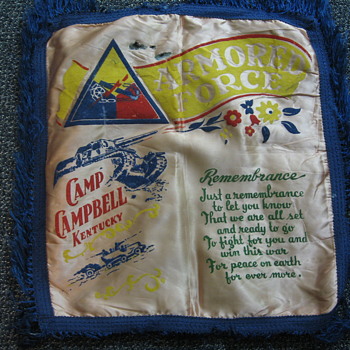 ARMORED
FORCE
CAMP
CAMPBELL
KENTUCKY
Remembrance
Just a remembrance
to let you know
That we are all set
and ready to go
To fight for you and
win this war
For peace on earth
for ever more.